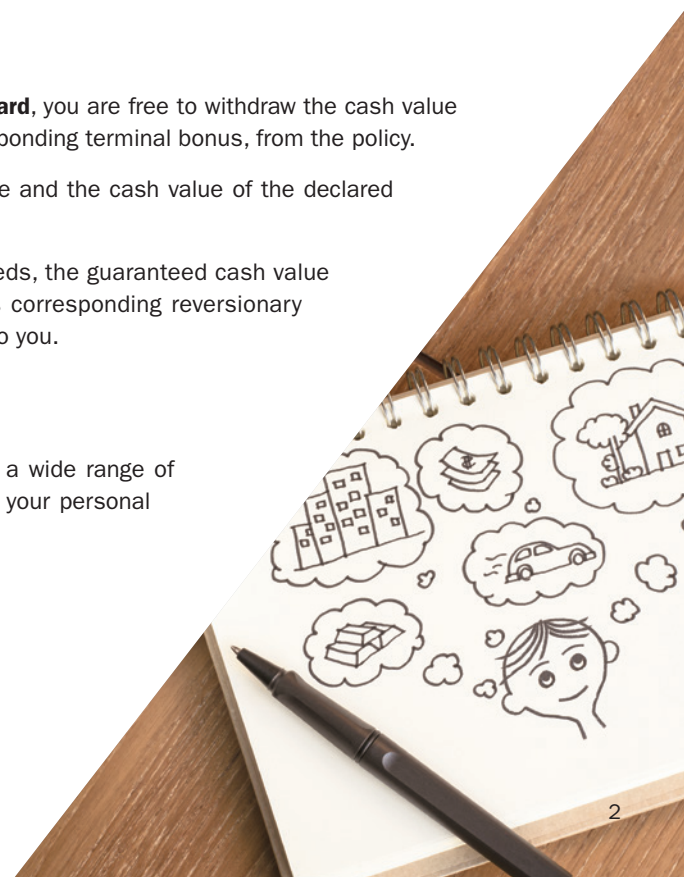 ard, you are free to withdraw the cash value
ponding terminal bonus, from the policy.
e and the cash value of the declared
eds, the guaranteed cash value
corresponding reversionary
o you.
a wide range of
your personal
2